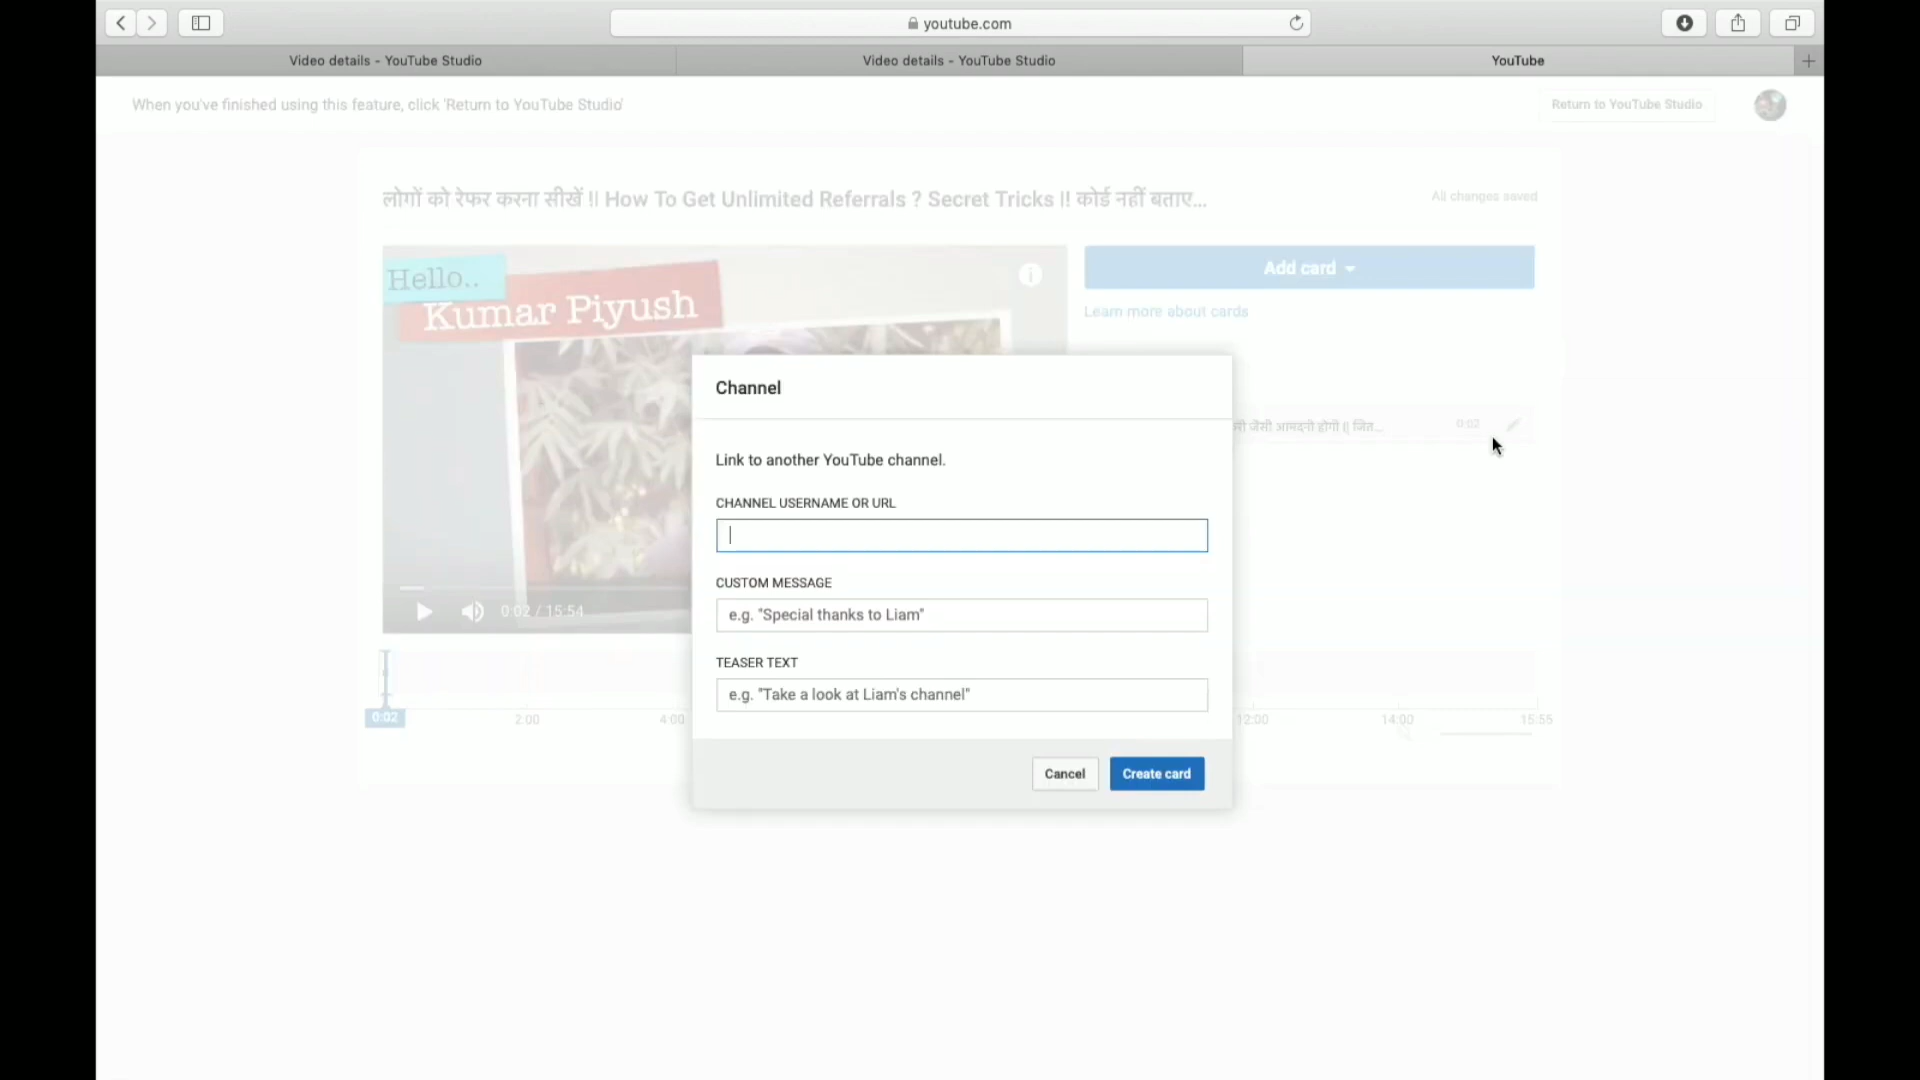 youtube.com
Video details - YouTube Studio
Video details - YouTube Studio
YouTube
When you've finished using this feature, click 'Return to YouTube Studio'
Return to YouTube Studio
लोगों को रेफर करना सीखें !! How To Get Unlimited Referrals ? Secret Tricks !! कोई नहीं बताए...
All changes saved
Hello..
Kumar Piyush
Add card
Learn more about cards
Channel
जैसी आमदनी होगी || जित...
0:02
Link to another YouTube channel.
CHANNEL USERNAME OR URL
CUSTOM MESSAGE
e.g. "Special thanks to Liam"
0:02 / 15:54
TEASER TEXT
e.g. "Take a look at Liam's channel"
0:02
2:00
4:00
12:00
14:00
15:55
Cancel
Create card